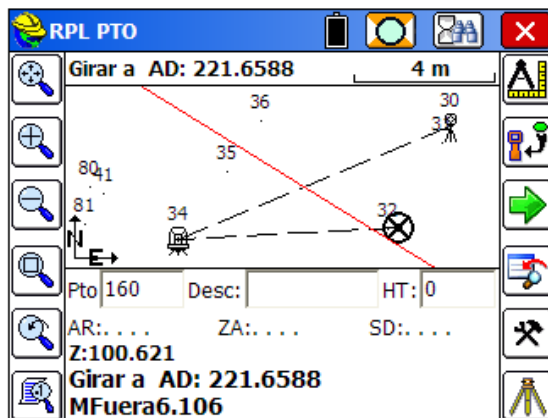 RPL PTO
Girar a AD: 221.6588
4 m
36
30
31
35
80
41
81
34
32
N
E
Pto 160 Desc: HT: 0
AR:. . . . ZA:. . . . SD:. . . .
Z:100.621
Girar a AD: 221.6588
MFuera6.106